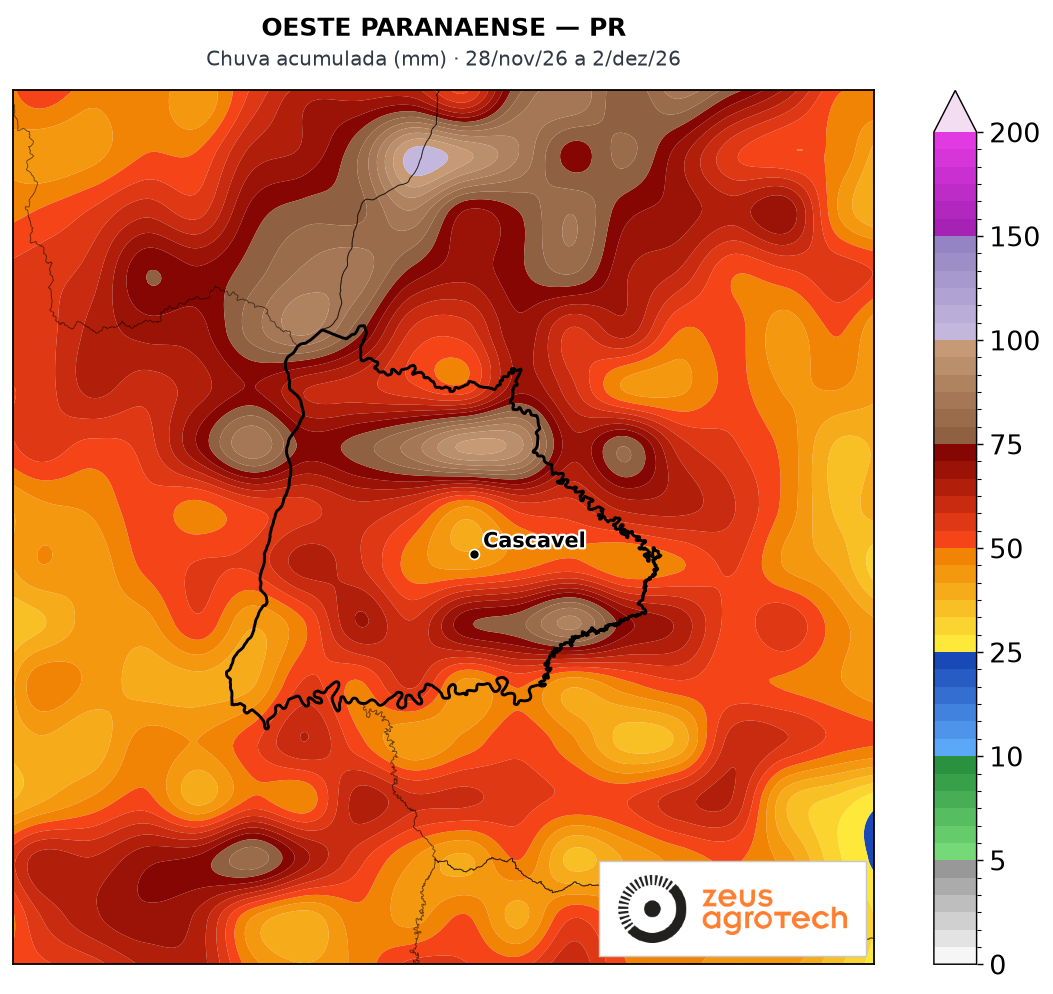 OESTE PARANAENSE — PR
Chuva acumulada (mm) · 28/nov/26 a 2/dez/26
200
150
100
75
50
25
10
5
0
Cascavel
zeus
agrotech